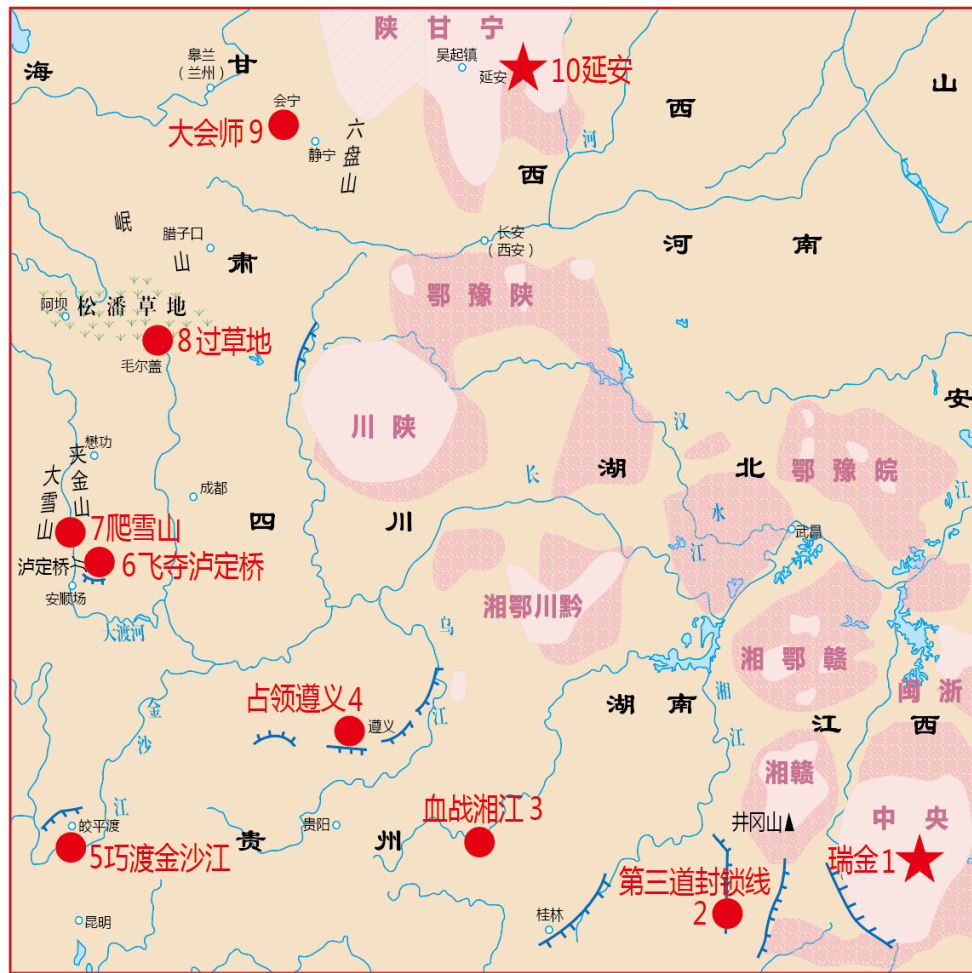 陕甘宁
海
皋兰
(兰州)
甘
吴起镇
延安
10延安
山
西
会宁
大会师 9
静宁
六盘山
河
西
岷
腊子口
山
肃
长安
(西安)
河南
鄂豫陕
阿坝
松潘草地
8过草地
毛尔盖
川陕
安
汉
懋功
夹金山
大雪山
成都
长
湖北
鄂豫皖
江
四川
水
7爬雪山
江
武昌
泸定桥
6飞夺泸定桥
安顺场
湘鄂川黔
大渡河
乌
湘鄂赣
金
占领遵义4
湖南
湘
闽浙
沙
江
遵义
江
江西
湘赣
江
皎平渡
贵阳
血战湘江 3
井冈山
中央
5巧渡金沙江
贵州
瑞金1
第三道封锁线
2
桂林
昆明